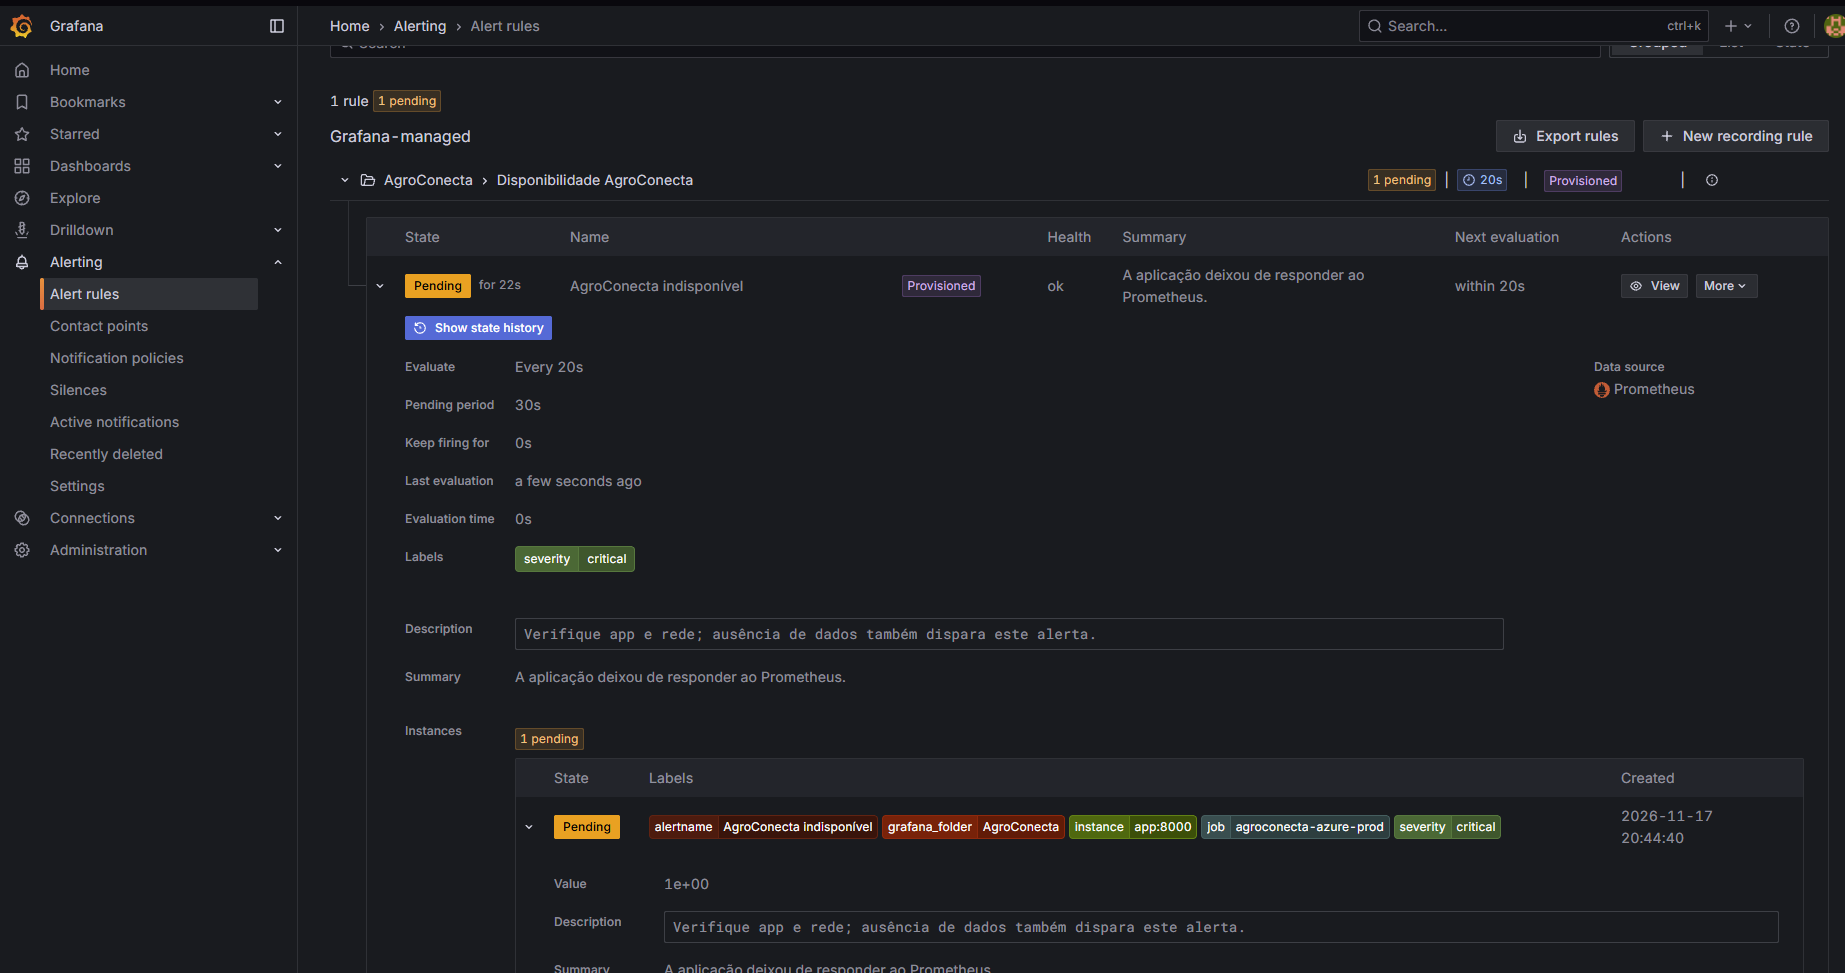 Grafana
Home › Alerting › Alert rules
Search... ctrl+k
Home
Bookmarks
Starred
Dashboards
Explore
Drilldown
Alerting
Alert rules
Contact points
Notification policies
Silences
Active notifications
Recently deleted
Settings
Connections
Administration
1 rule 1 pending
Grafana-managed
Export rules
+ New recording rule
AgroConecta › Disponibilidade AgroConecta
1 pending | 20s | Provisioned |
State Name Health Summary Next evaluation Actions
Pending for 22s AgroConecta indisponível Provisioned ok A aplicação deixou de responder ao
Prometheus.
within 20s View More
Show state history
Evaluate Every 20s
Data source
Prometheus
Pending period 30s
Keep firing for 0s
Last evaluation a few seconds ago
Evaluation time 0s
Labels severity critical
Description Verifique app e rede; ausência de dados também dispara este alerta.
Summary A aplicação deixou de responder ao Prometheus.
Instances 1 pending
State Labels Created
Pending alertname AgroConecta indisponível grafana_folder AgroConecta instance app:8000 job agroconecta-azure-prod severity critical
2026-11-17
20:44:40
Value 1e+00
Description Verifique app e rede; ausência de dados também dispara este alerta.
Summary A aplicação deixou de responder ao Prometheus